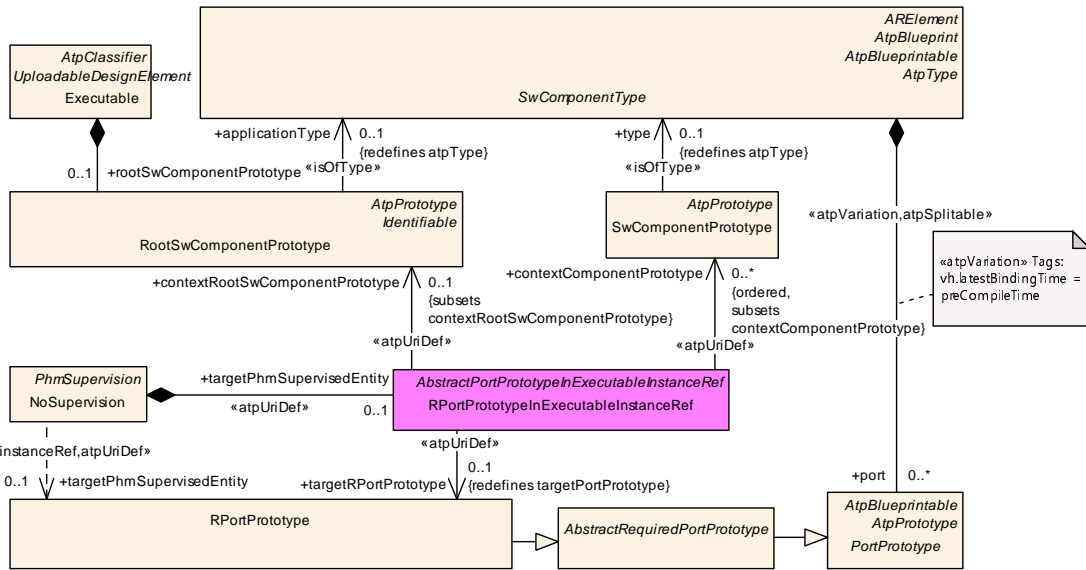 ARElement
AtpBlueprint
AtpBlueprintable
AtpType
SwComponentType
AtpClassifier
UploadableDesignElement
Executable
+applicationType
0..1
{redefines atpType}
«isOfType»
+type
0..1
{redefines atpType}
«isOfType»
0..1
+rootSwComponentPrototype
AtpPrototype
Identifiable
RootSwComponentPrototype
AtpPrototype
SwComponentPrototype
«atpVariation,atpSplitable»
«atpVariation» Tags:
vh.latestBindingTime =
preCompileTime
+contextRootSwComponentPrototype
0..1
{subsets
contextRootSwComponentPrototype}
«atpUriDef»
+contextComponentPrototype
0..*
{ordered,
subsets
contextComponentPrototype}
«atpUriDef»
PhmSupervision
NoSupervision
+targetPhmSupervisedEntity
«atpUriDef»
0..1
AbstractPortPrototypeInExecutableInstanceRef
RPortPrototypeInExecutableInstanceRef
instanceRef,atpUriDef»
0..1
+targetPhmSupervisedEntity
«atpUriDef»
0..1
+targetRPortPrototype
{redefines targetPortPrototype}
+port
0..*
RPortPrototype
AbstractRequiredPortPrototype
AtpBlueprintable
AtpPrototype
PortPrototype